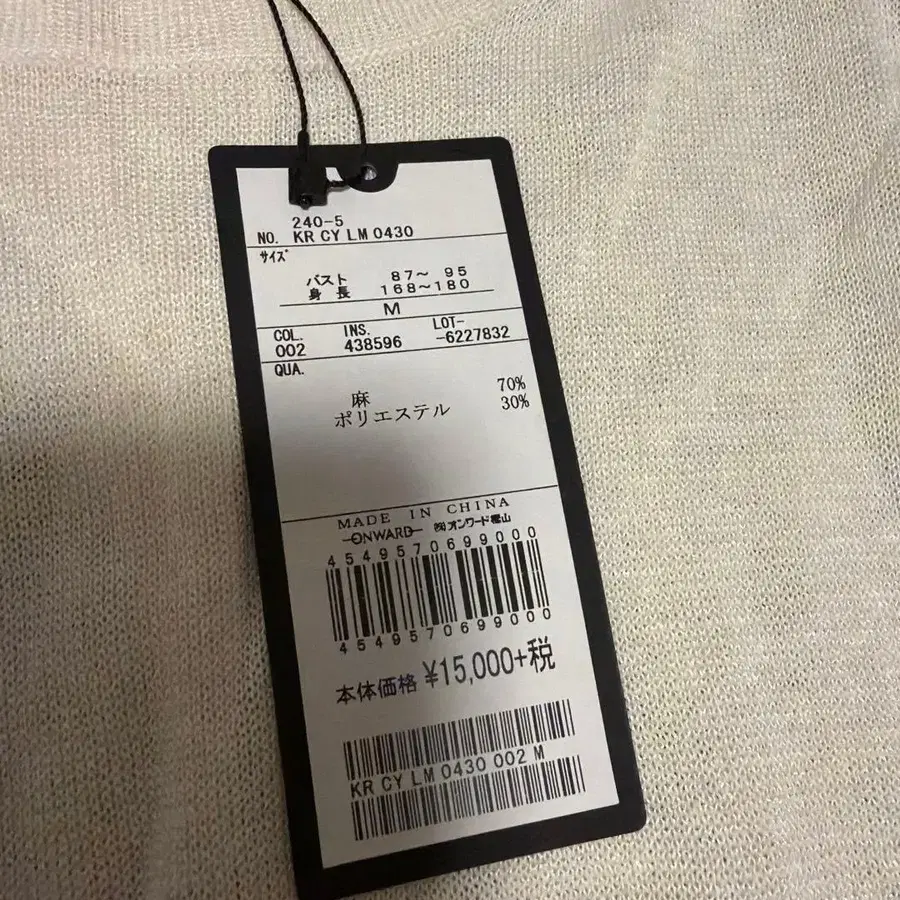 240-5
NO. KR CY LM 0430
サイズ
バスト 87～ 95
身 長 168～180
M
COL. INS. LOT-
002 438596 -6227832
QUA.
麻 70%
ポリエステル 30%
MADE IN CHINA
ONWARD ㈱オンワード樫山
4549570699000
4549570699000
本体価格 ¥15,000+税
KR CY LM 0430 002 M